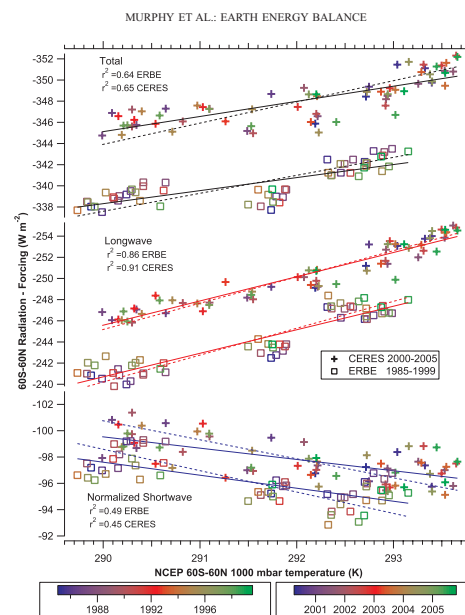 MURPHY ET AL.: EARTH ENERGY BALANCE
-352
-350
-348
-346
-344
-342
-340
-338
Total
r² =0.64 ERBE
r² =0.65 CERES
60S-60N Radiation - Forcing (W m⁻²)
-254
-252
-250
-248
-246
-244
-242
-240
Longwave
r² =0.86 ERBE
r² =0.91 CERES
CERES 2000-2005
ERBE 1985-1999
-102
-100
-98
-96
-94
-92
Normalized Shortwave
r² =0.49 ERBE
r² =0.45 CERES
290 291 292 293
NCEP 60S-60N 1000 mbar temperature (K)
1988 1992 1996
2001 2002 2003 2004 2005